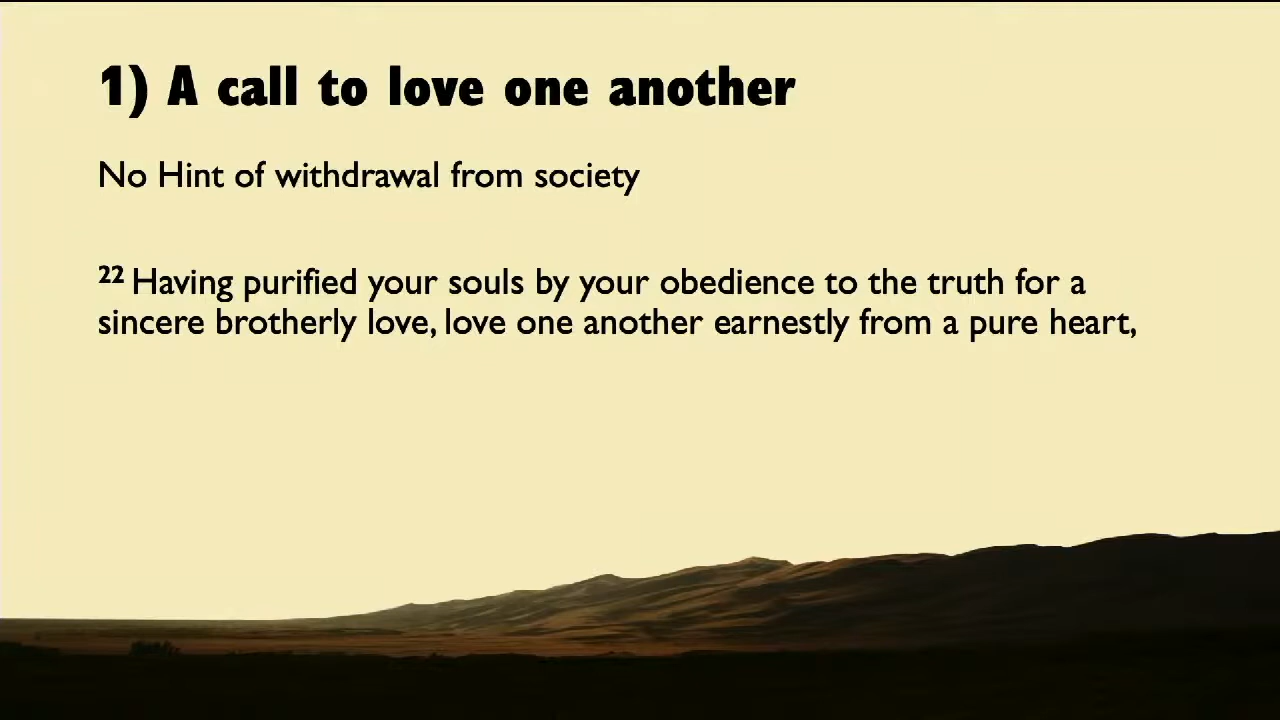 1) A call to love one another
No Hint of withdrawal from society
22 Having purified your souls by your obedience to the truth for a
sincere brotherly love, love one another earnestly from a pure heart,